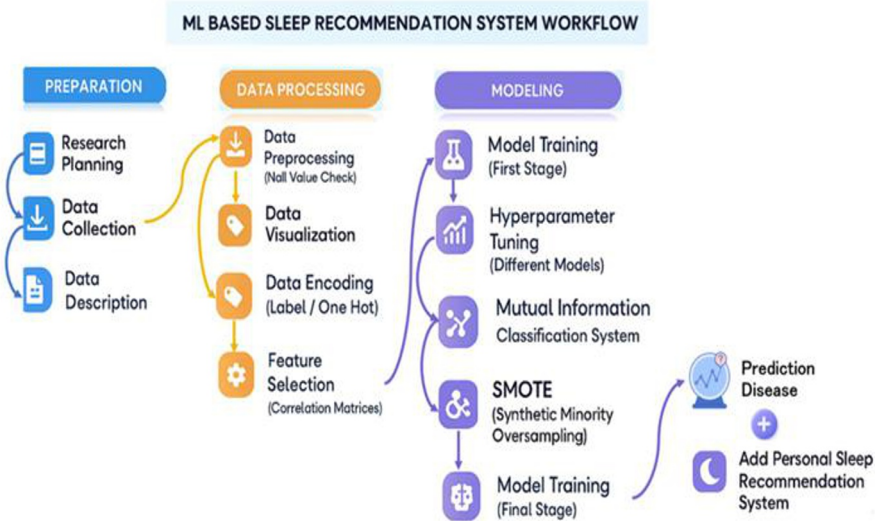 ML BASED SLEEP RECOMMENDATION SYSTEM WORKFLOW
PREPARATION
Research
Planning
Data
Collection
Data
Description
DATA PROCESSING
Data
Preprocessing
(Nall Value Check)
Data
Visualization
Data Encoding
(Label / One Hot)
Feature
Selection
(Correlation Matrices)
MODELING
Model Training
(First Stage)
Hyperparameter
Tuning
(Different Models)
Mutual Information
Classification System
SMOTE
(Synthetic Minority
Oversampling)
Model Training
(Final Stage)
?
Prediction
Disease
+
Add Personal Sleep
Recommendation
System